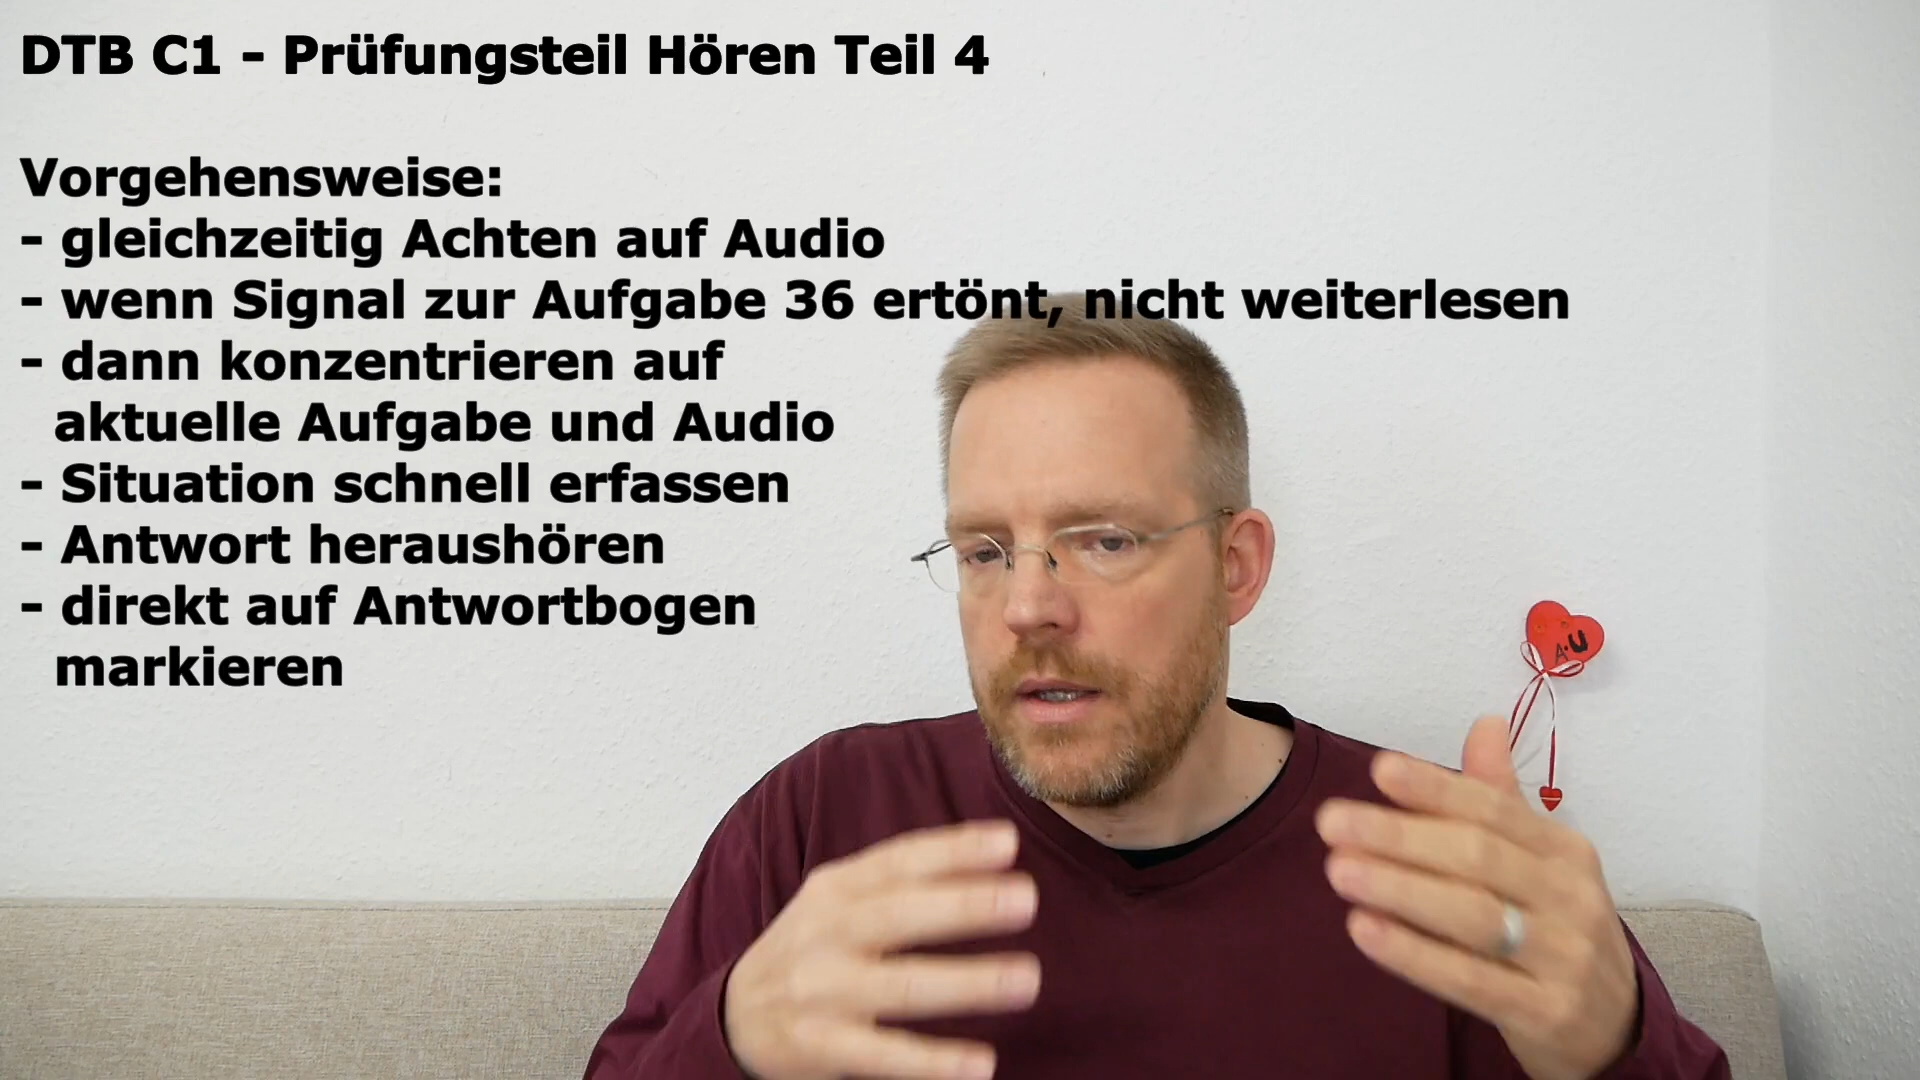 DTB C1 - Prüfungsteil Hören Teil 4
Vorgehensweise:
- gleichzeitig Achten auf Audio
- wenn Signal zur Aufgabe 36 ertönt, nicht weiterlesen
- dann konzentrieren auf
aktuelle Aufgabe und Audio
- Situation schnell erfassen
- Antwort heraushören
- direkt auf Antwortbogen
markieren
A·U